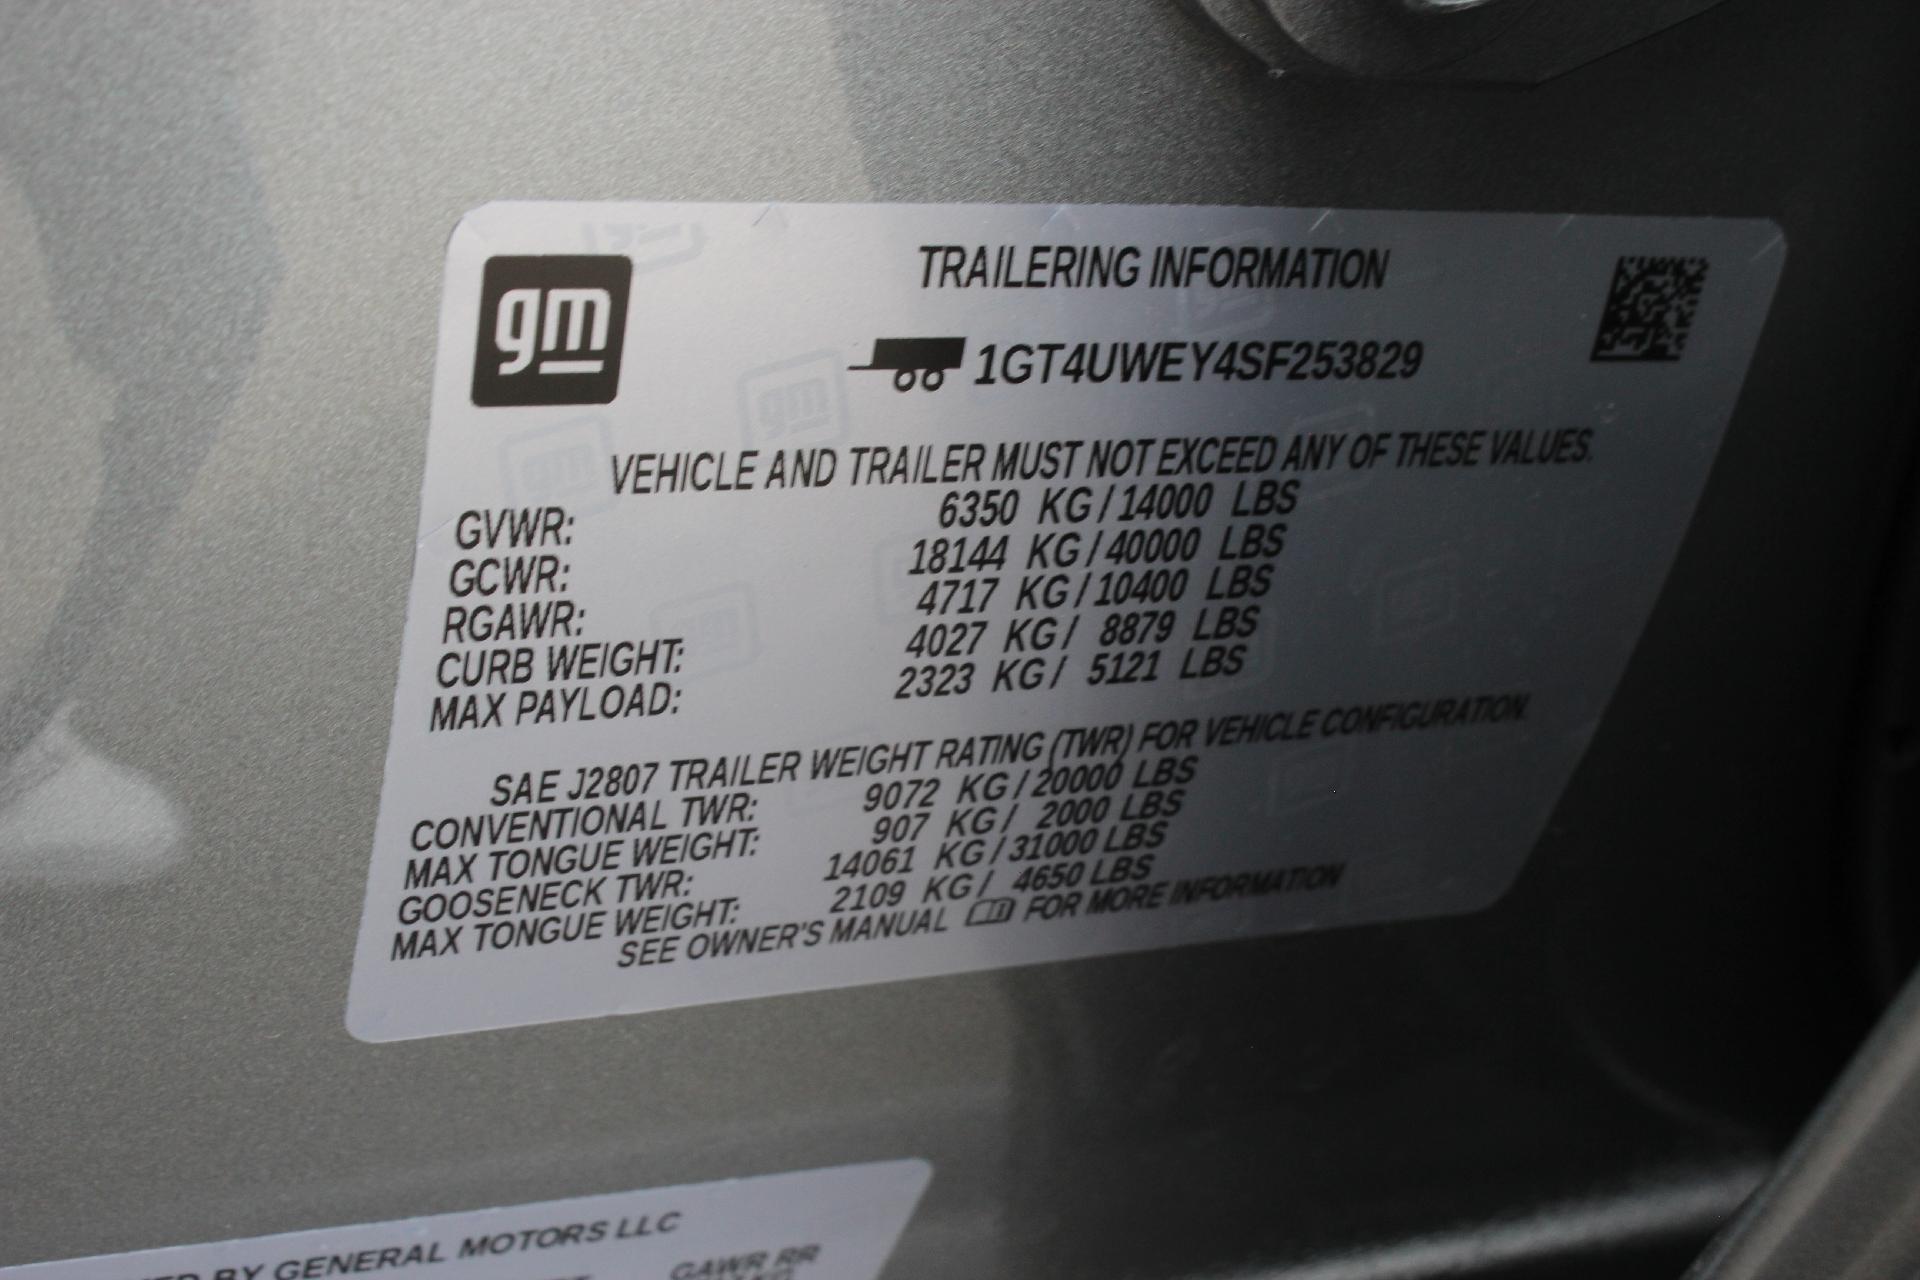 gm
TRAILERING INFORMATION
1GT4UWEY4SF253829
VEHICLE AND TRAILER MUST NOT EXCEED ANY OF THESE VALUES.
GVWR: 6350 KG / 14000 LBS
GCWR: 18144 KG / 40000 LBS
RGAWR: 4717 KG / 10400 LBS
CURB WEIGHT: 4027 KG / 8879 LBS
MAX PAYLOAD: 2323 KG / 5121 LBS
SAE J2807 TRAILER WEIGHT RATING (TWR) FOR VEHICLE CONFIGURATION.
CONVENTIONAL TWR: 9072 KG / 20000 LBS
MAX TONGUE WEIGHT: 907 KG / 2000 LBS
GOOSENECK TWR: 14061 KG / 31000 LBS
MAX TONGUE WEIGHT: 2109 KG / 4650 LBS
SEE OWNER'S MANUAL FOR MORE INFORMATION
BY GENERAL MOTORS LLC
GAWR RR